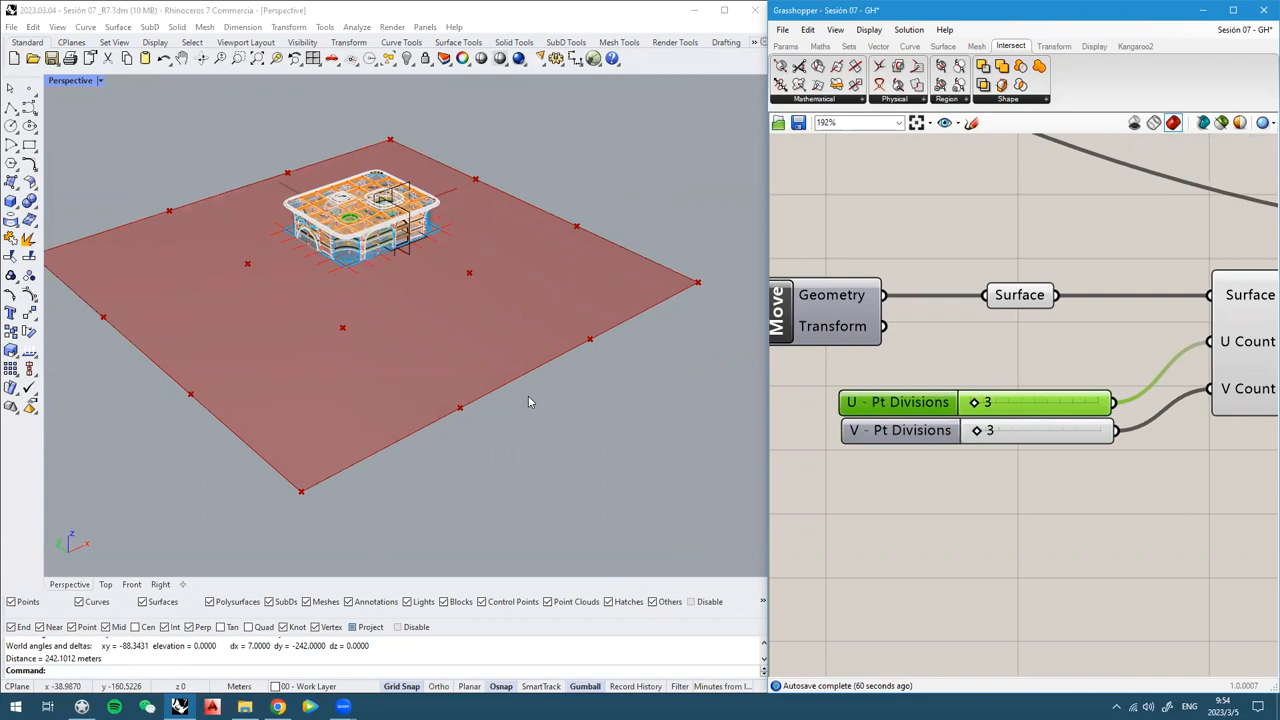 2023.03.04 - Sesión 07_R7.3dm (10 MB) - Rhinoceros 7 Commercia - [Perspective]
File Edit View Curve Surface SubD Solid Mesh Dimension Transform Tools Analyze Render Panels Help
Standard CPlanes Set View Display Select Viewport Layout Visibility Transform Curve Tools Surface Tools Solid Tools SubD Tools Mesh Tools Render Tools Drafting
Perspective
z
x
Perspective Top Front Right
Points Curves Surfaces Polysurfaces SubDs Meshes Annotations Lights Blocks Control Points Point Clouds Hatches Others Disable
End Near Point Mid Cen Int Perp Tan Quad Knot Vertex Project Disable
World angles and deltas: xy = -88.3431 elevation = 0.0000 dx = 7.0000 dy = -242.0000 dz = 0.0000
Distance = 242.1012 meters
Command:
CPlane x -38.9870 y -160.5226 z 0 Meters 00 - Work Layer Grid Snap Ortho Planar Osnap SmartTrack Gumball Record History Filter Minutes from l...
Grasshopper - Sesión 07 - GH*
File Edit View Display Solution Help Sesión 07 - GH*
Params Maths Sets Vector Curve Surface Mesh Intersect Transform Display Kangaroo2
Mathematical Physical Region Shape
192%
Move
Geometry
Transform
Surface
Surface
U Count
V Count
U - Pt Divisions 3
V - Pt Divisions 3
Autosave complete (60 seconds ago) 1.0.0007
ENG
9:54
2023/3/5